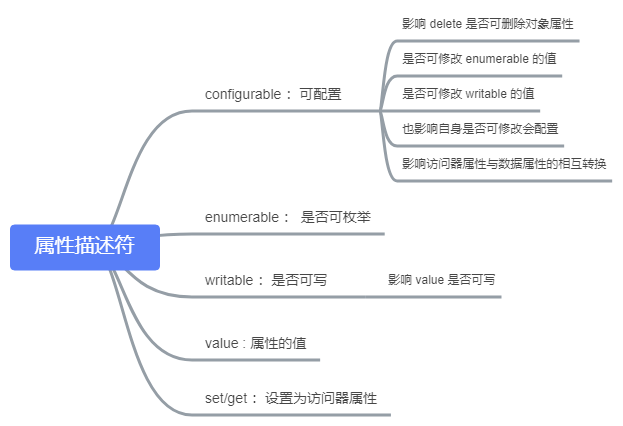 属性描述符
configurable： 可配置
影响 delete 是否可删除对象属性
是否可修改 enumerable 的值
是否可修改 writable 的值
也影响自身是否可修改会配置
影响访问器属性与数据属性的相互转换
enumerable： 是否可枚举
writable： 是否可写
影响 value 是否可写
value : 属性的值
set/get： 设置为访问器属性